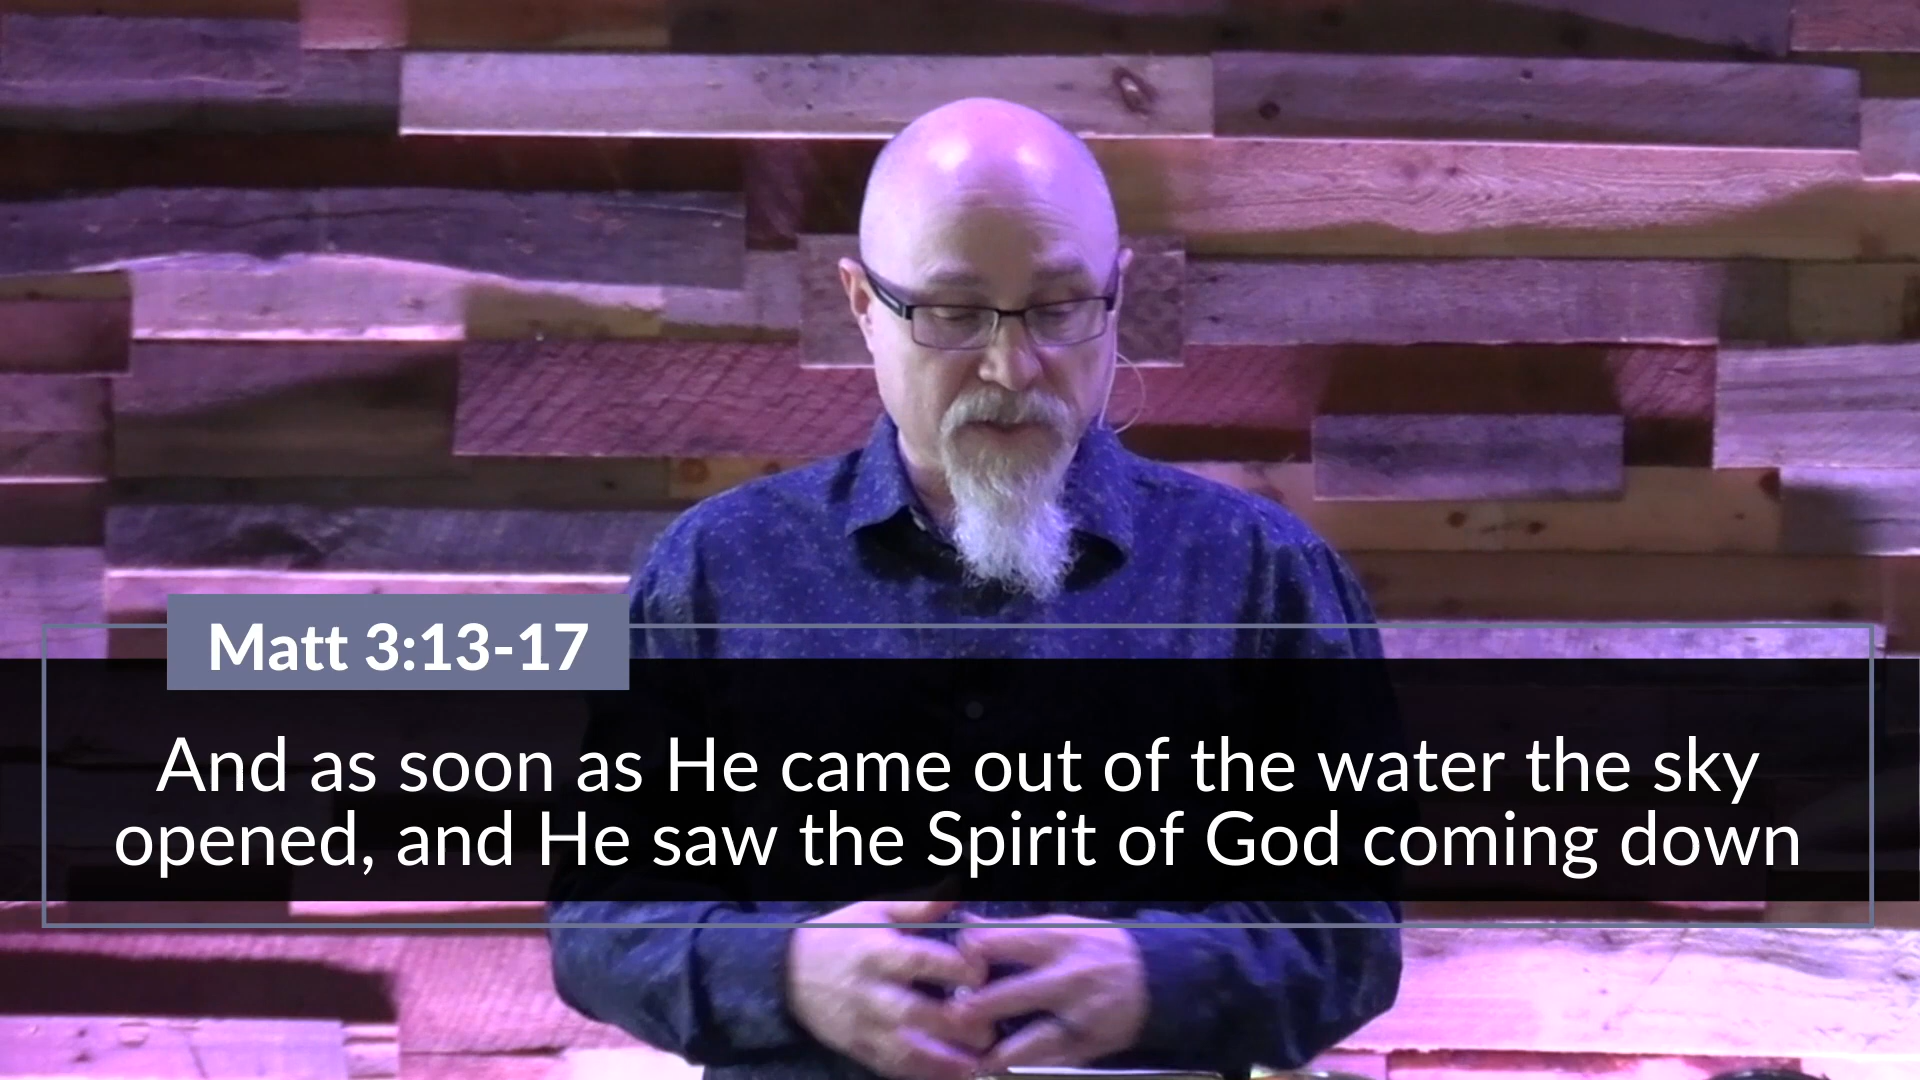 Matt 3:13-17
And as soon as He came out of the water the sky
opened, and He saw the Spirit of God coming down